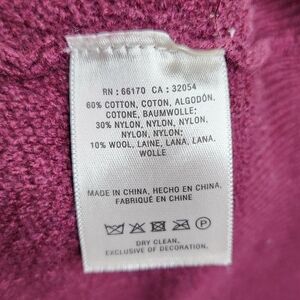 RN : 66170 CA : 32054
60% COTTON, COTON, ALGODÓN,
COTONE, BAUMWOLLE;
30% NYLON, NYLON, NYLON,
NYLON, NYLON;
10% WOOL, LAINE, LANA, LANA,
WOLLE
MADE IN CHINA, HECHO EN CHINA,
FABRIQUÉ EN CHINE
P
DRY CLEAN.
EXCLUSIVE OF DECORATION.